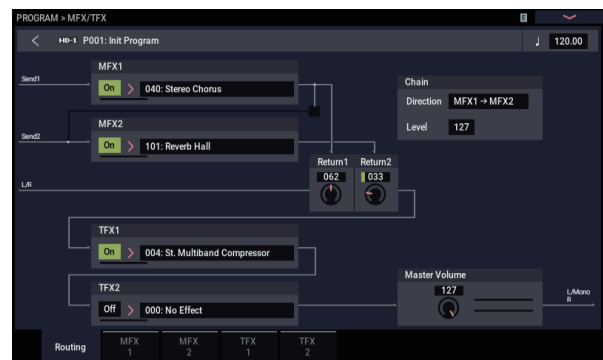 PROGRAM > MFX/TFX
E
HD-1 P001: Init Program
♩ 120.00
MFX1
Send1
On > 040: Stereo Chorus
Chain
Direction MFX1→MFX2
Level 127
MFX2
Send2
On > 101: Reverb Hall
Return1 Return2
062 033
L/R
TFX1
On > 004: St. Multiband Compressor
TFX2
Off > 000: No Effect
Master Volume
127
L/Mono
R
Routing
MFX
1
MFX
2
TFX
1
TFX
2